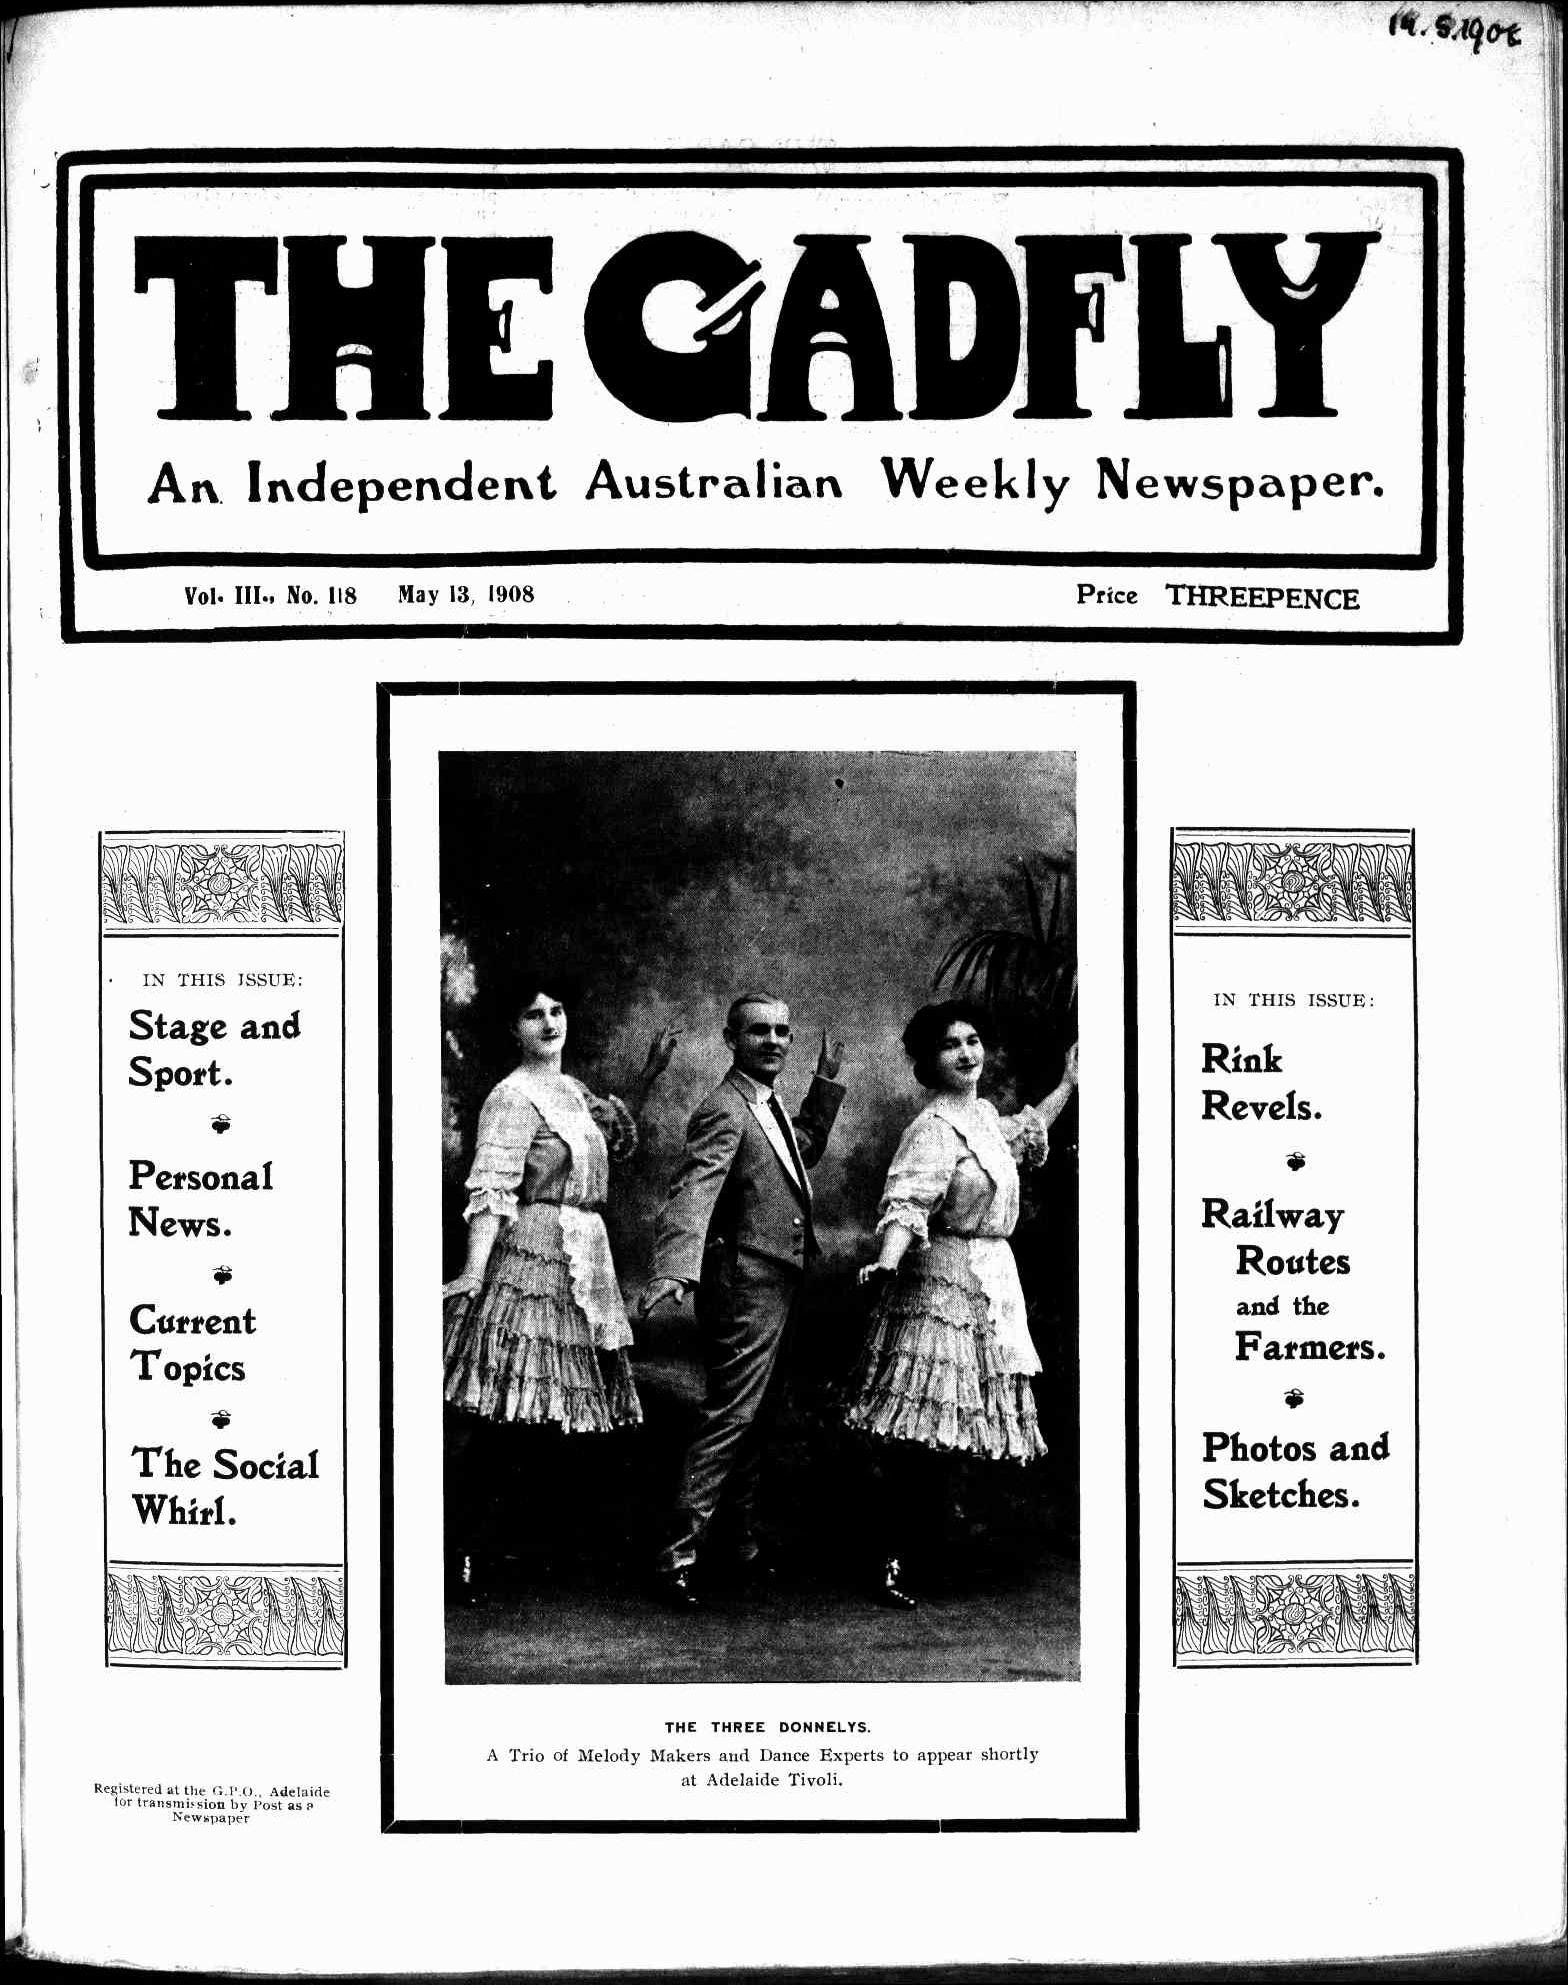 THE GADFLY
An Independent Australian Weekly Newspaper.
Vol. III., No. 118 May 13, 1908 Price THREEPENCE
IN THIS ISSUE:
Stage and
Sport.
Personal
News.
Current
Topics
The Social
Whirl.
IN THIS ISSUE:
Rink
Revels.
Railway
Routes
and the
Farmers.
Photos and
Sketches.
THE THREE DONNELYS.
A Trio of Melody Makers and Dance Experts to appear shortly
at Adelaide Tivoli.
Registered at the G.P.O., Adelaide
for transmission by Post as a
Newspaper